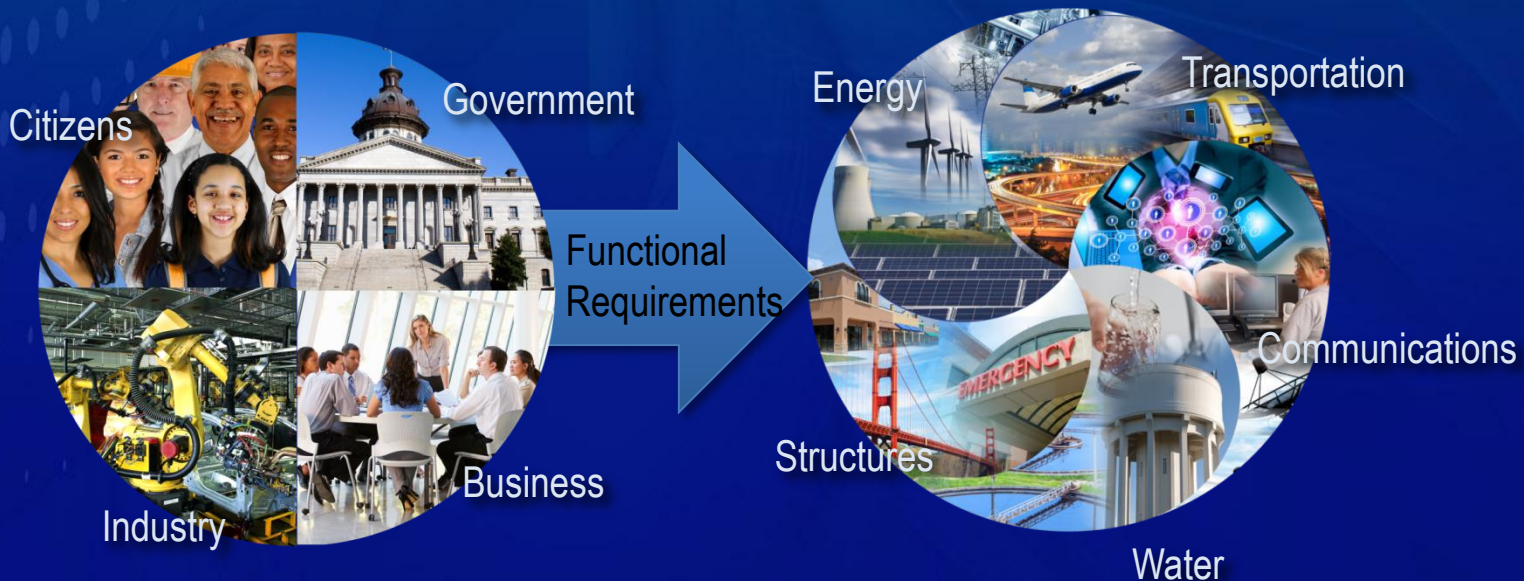 Citizens
Government
Industry
Business
Functional
Requirements
Energy
Transportation
Communications
Structures
EMERGENCY
Water